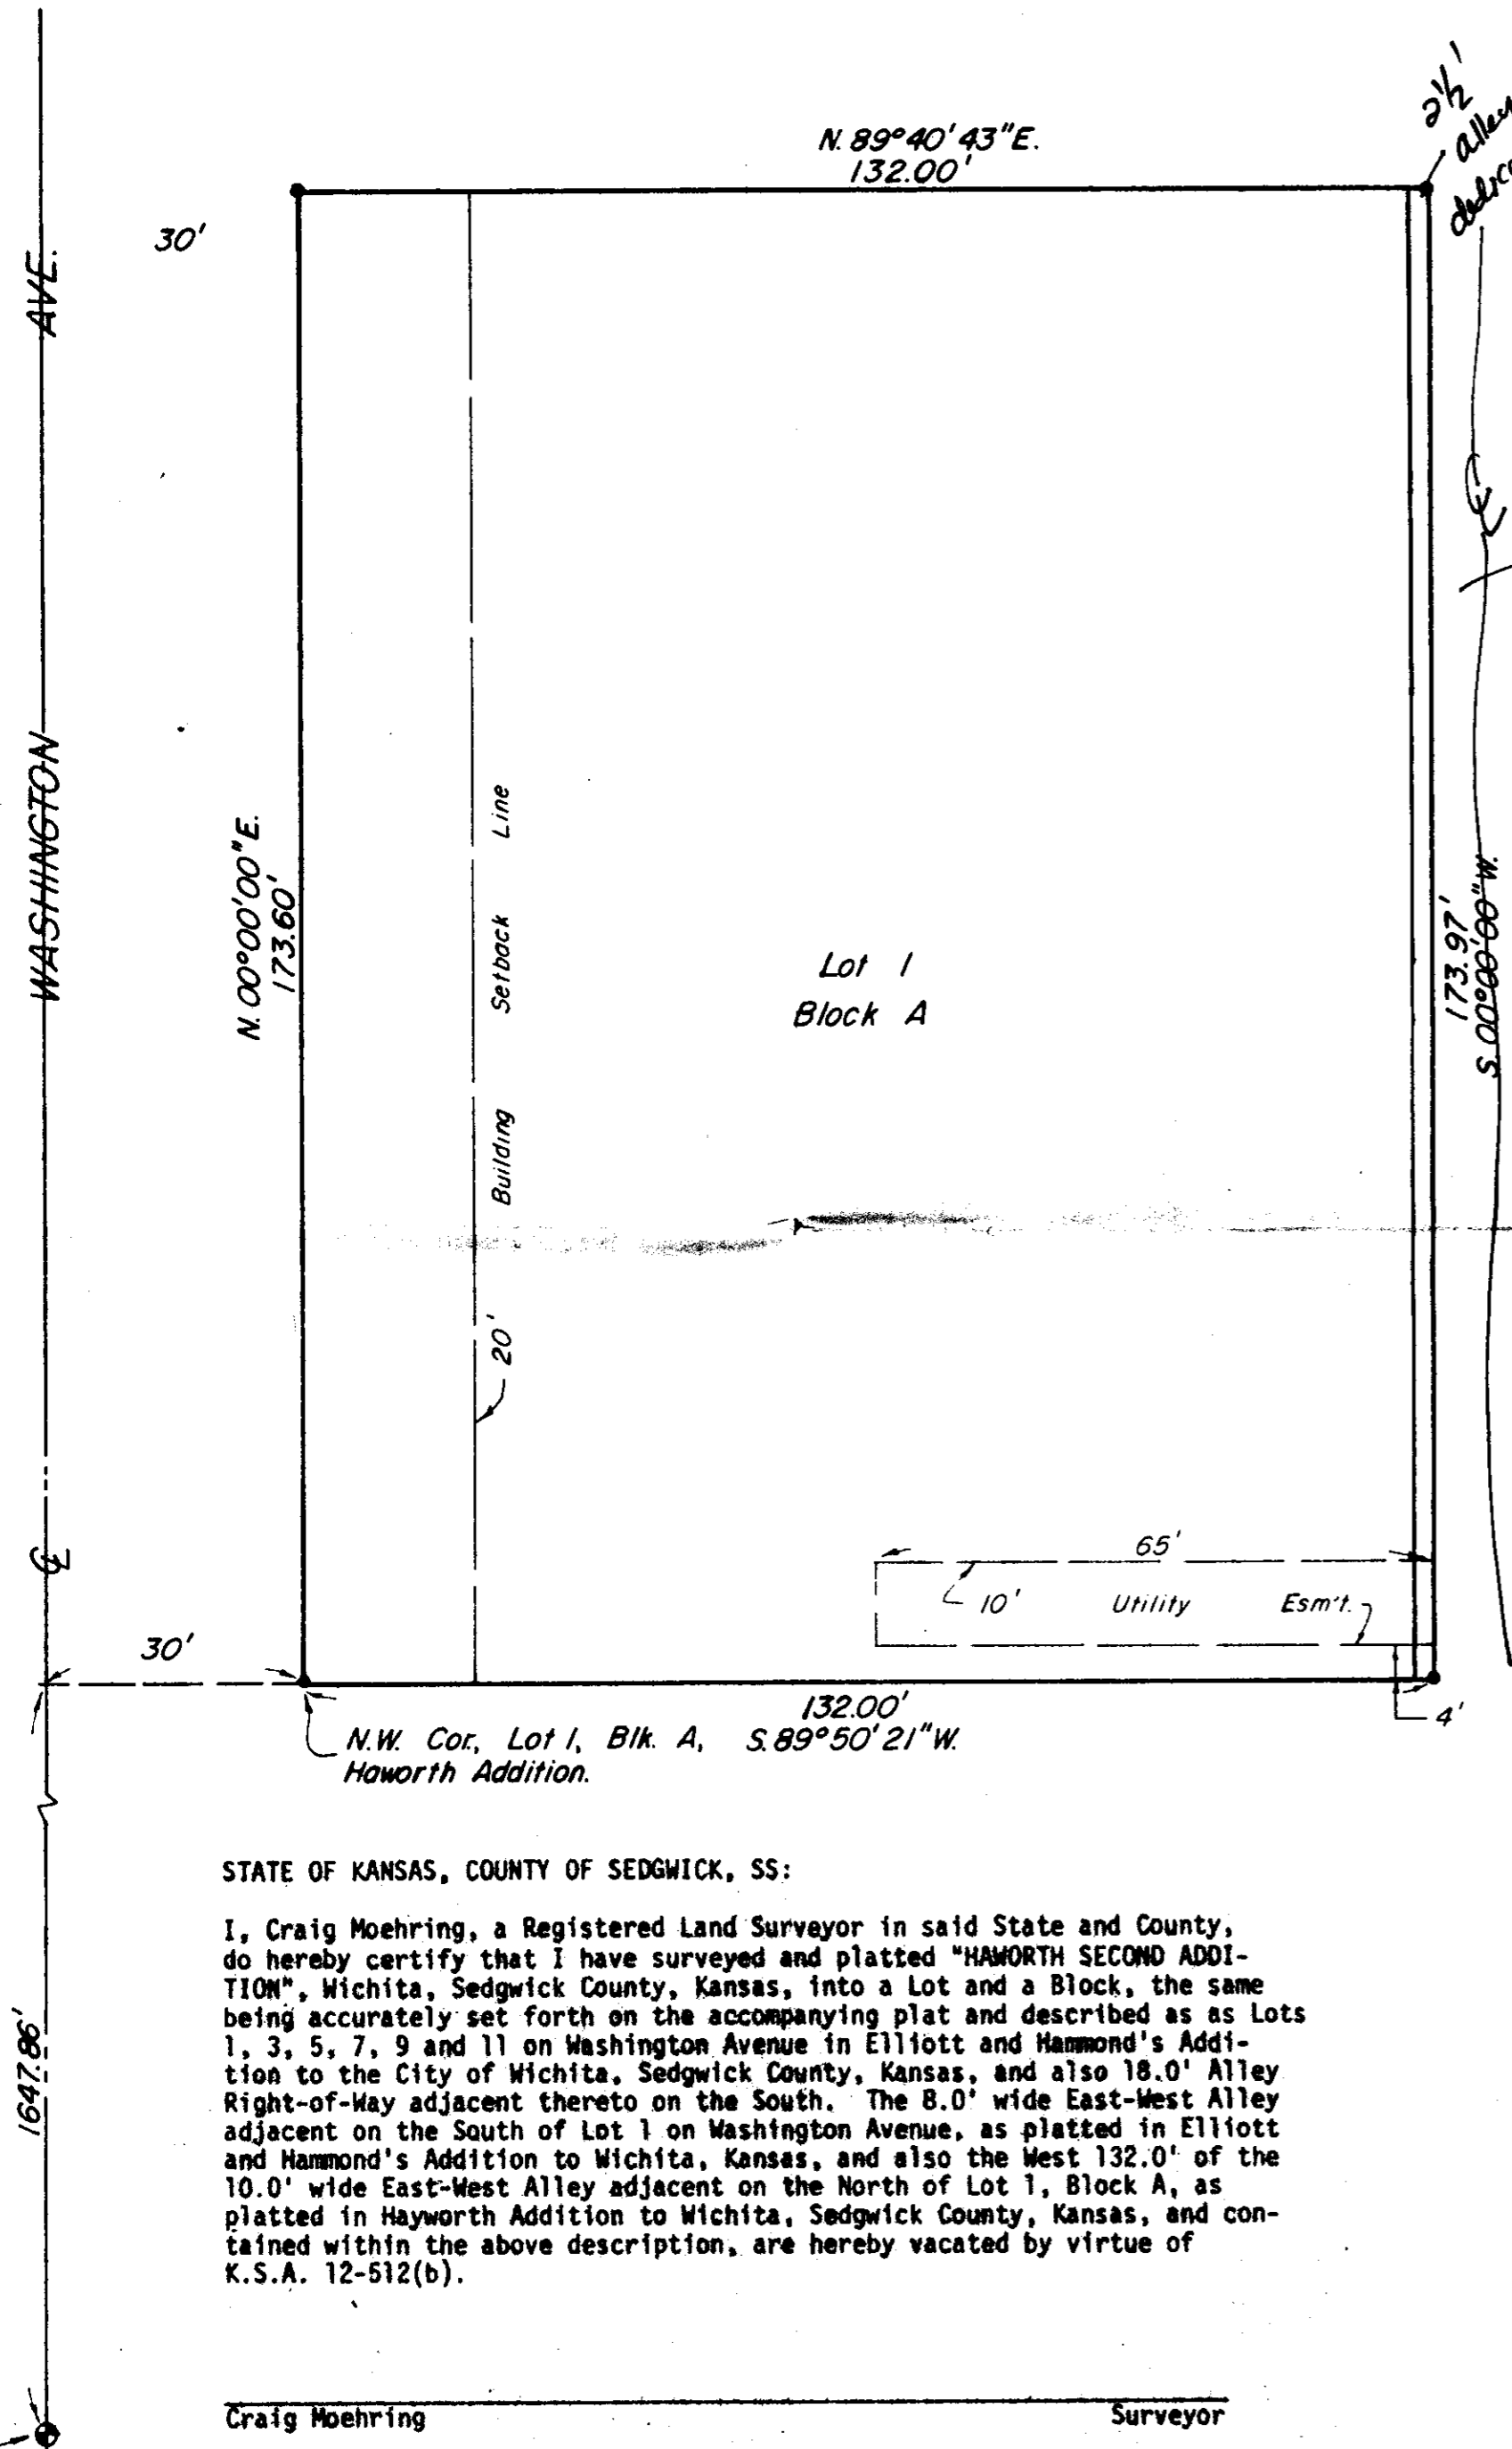 2½'
alley
N. 89°40'43"E.
132.00'
30'
AVE.
WASHINGTON
N. 00°00'00"E.
173.60'
Building Setback Line
20'
Lot 1
Block A
173.97'
S. 00°00'00"W.
65'
10' Utility Esm't.
30'
4'
132.00'
N.W. Cor., Lot 1, Blk. A, S. 89°50'21"W.
Haworth Addition.
1647.86'
STATE OF KANSAS, COUNTY OF SEDGWICK, SS:
I, Craig Moehring, a Registered Land Surveyor in said State and County,
do hereby certify that I have surveyed and platted "HAWORTH SECOND ADDI-
TION", Wichita, Sedgwick County, Kansas, into a Lot and a Block, the same
being accurately set forth on the accompanying plat and described as as Lots
1, 3, 5, 7, 9 and 11 on Washington Avenue in Elliott and Hammond's Addi-
tion to the City of Wichita, Sedgwick County, Kansas, and also 18.0' Alley
Right-of-Way adjacent thereto on the South. The 8.0' wide East-West Alley
adjacent on the South of Lot 1 on Washington Avenue, as platted in Elliott
and Hammond's Addition to Wichita, Kansas, and also the West 132.0' of the
10.0' wide East-West Alley adjacent on the North of Lot 1, Block A, as
platted in Hayworth Addition to Wichita, Sedgwick County, Kansas, and con-
tained within the above description, are hereby vacated by virtue of
K.S.A. 12-512(b).
Craig Moehring Surveyor